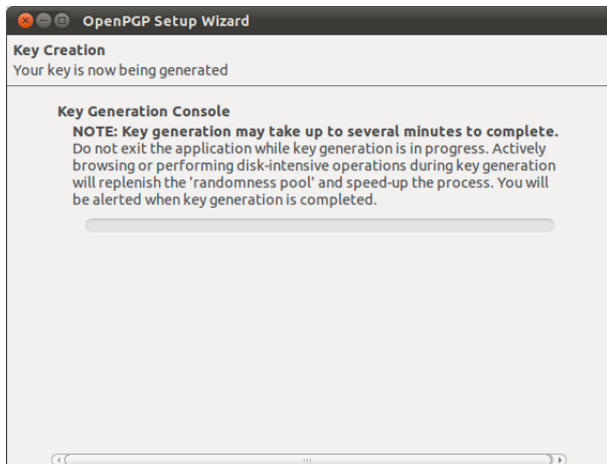 OpenPGP Setup Wizard
Key Creation
Your key is now being generated
Key Generation Console
NOTE: Key generation may take up to several minutes to complete.
Do not exit the application while key generation is in progress. Actively
browsing or performing disk-intensive operations during key generation
will replenish the 'randomness pool' and speed-up the process. You will
be alerted when key generation is completed.